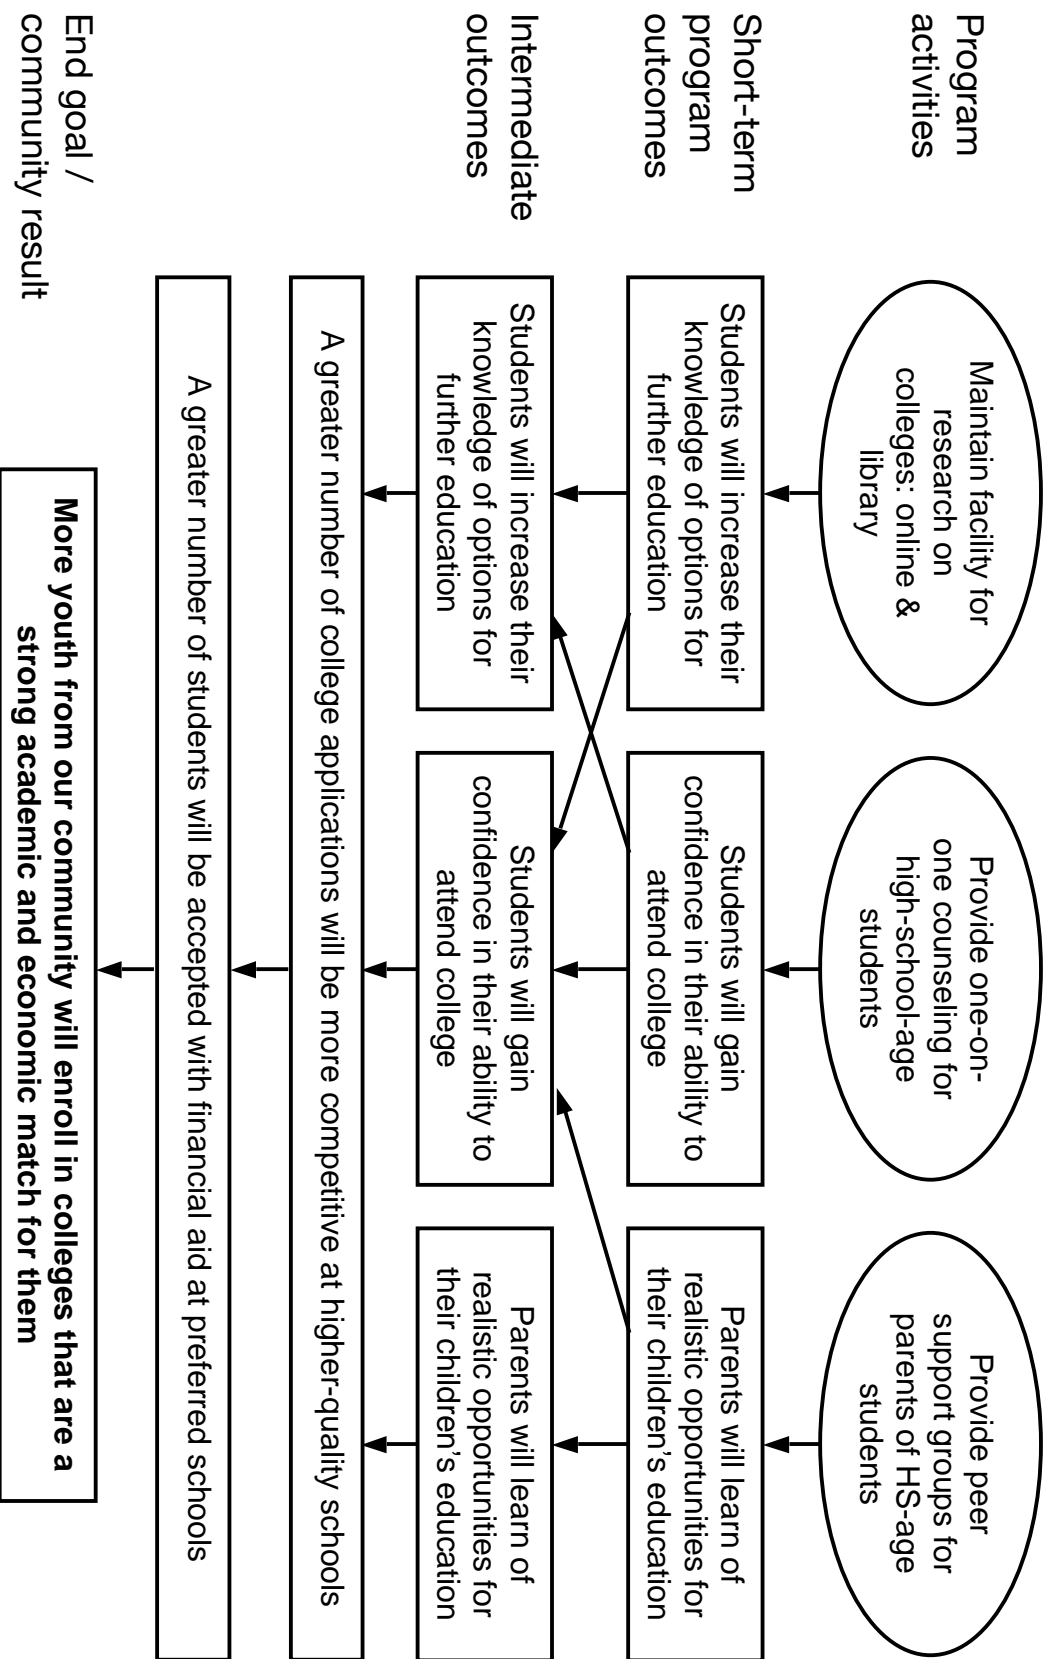 Program
activities
Maintain facility for
research on
colleges: online &
library
Provide one-on-
one counseling for
high-school-age
students
Provide peer
support groups for
parents of HS-age
students
Short-term
program
outcomes
Students will increase their
knowledge of options for
further education
Students will gain
confidence in their ability to
attend college
Parents will learn of
realistic opportunities for
their children's education
Intermediate
outcomes
Students will increase their
knowledge of options for
further education
Students will gain
confidence in their ability to
attend college
Parents will learn of
realistic opportunities for
their children's education
A greater number of college applications will be more competitive at higher-quality schools
A greater number of students will be accepted with financial aid at preferred schools
End goal /
community result
More youth from our community will enroll in colleges that are a
strong academic and economic match for them